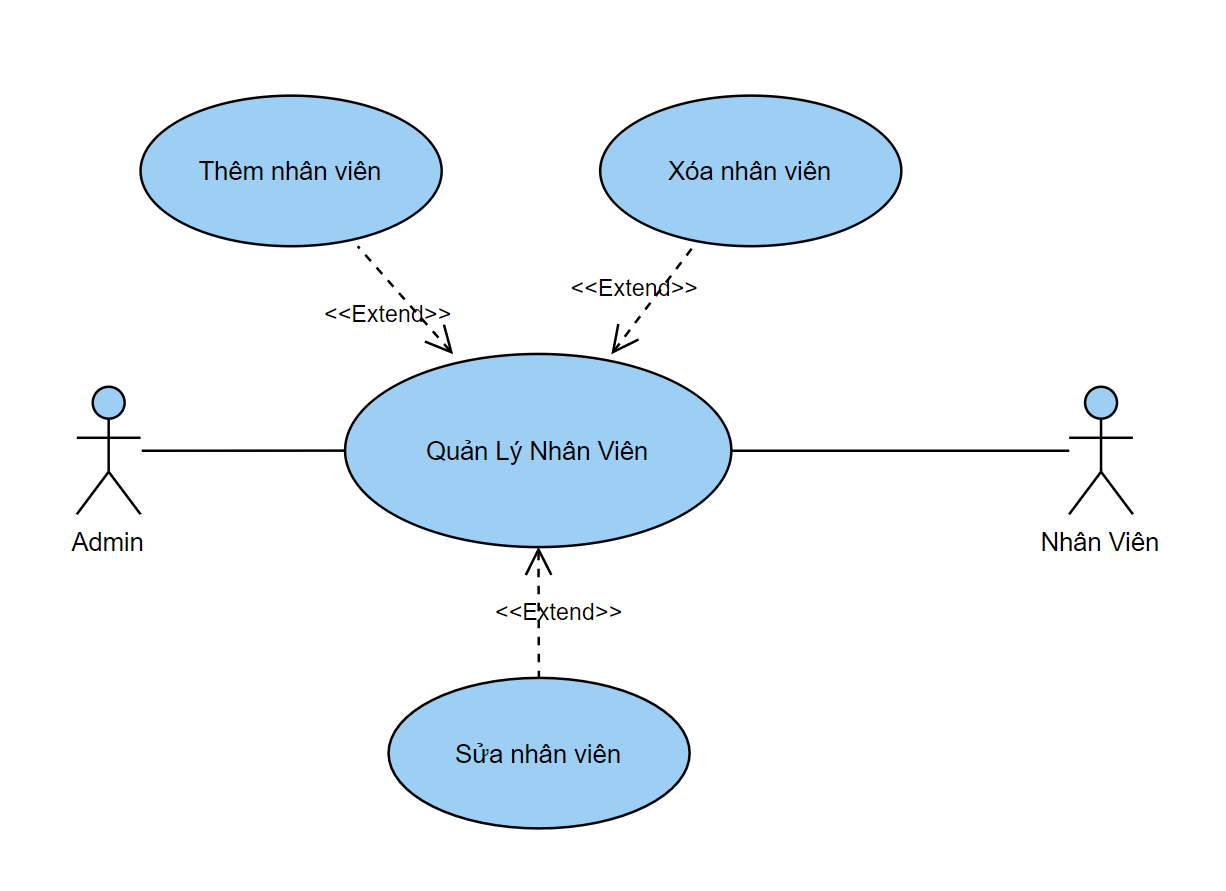 Thêm nhân viên
Xóa nhân viên
<<Extend>>
<<Extend>>
Quản Lý Nhân Viên
Admin
Nhân Viên
<<Extend>>
Sửa nhân viên